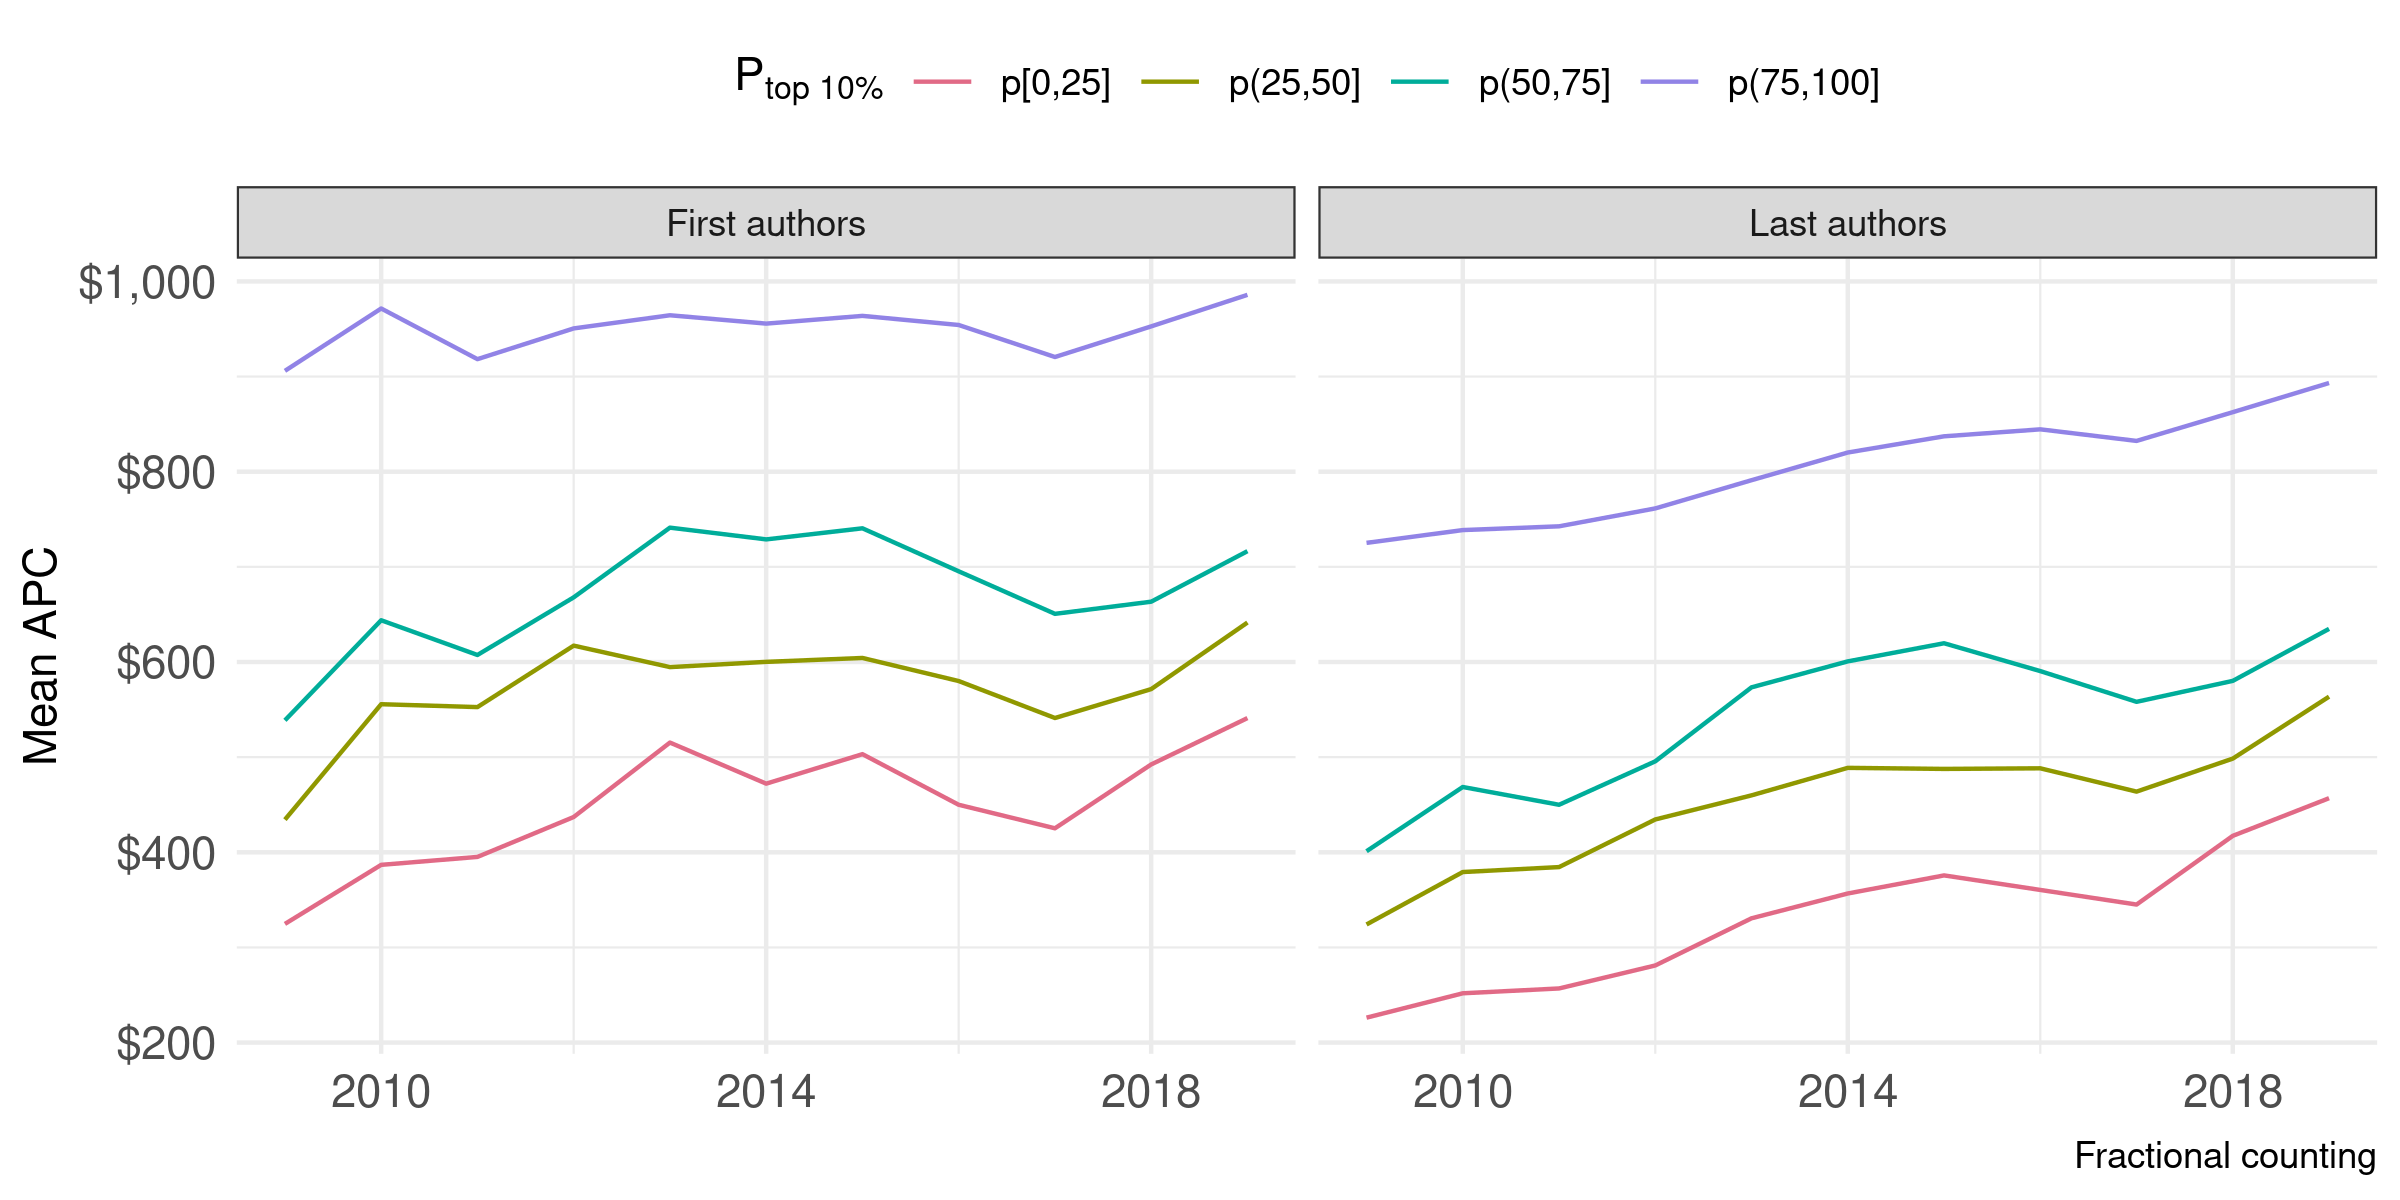 P top 10% p[0,25] p(25,50] p(50,75] p(75,100]
First authors Last authors
Mean APC
$1,000
$800
$600
$400
$200
2010 2014 2018 2010 2014 2018
Fractional counting